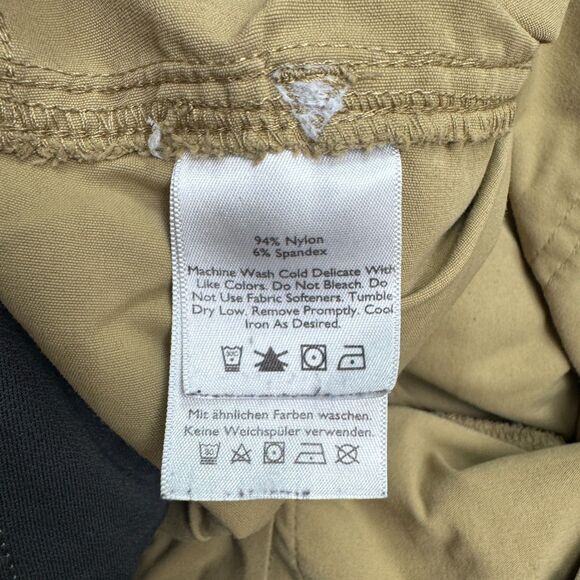 94% Nylon
6% Spandex
Machine Wash Cold Delicate With
Like Colors. Do Not Bleach. Do
Not Use Fabric Softeners. Tumble
Dry Low. Remove Promptly. Cool
Iron As Desired.
Mit ähnlichen Farben waschen.
Keine Weichspüler verwenden.